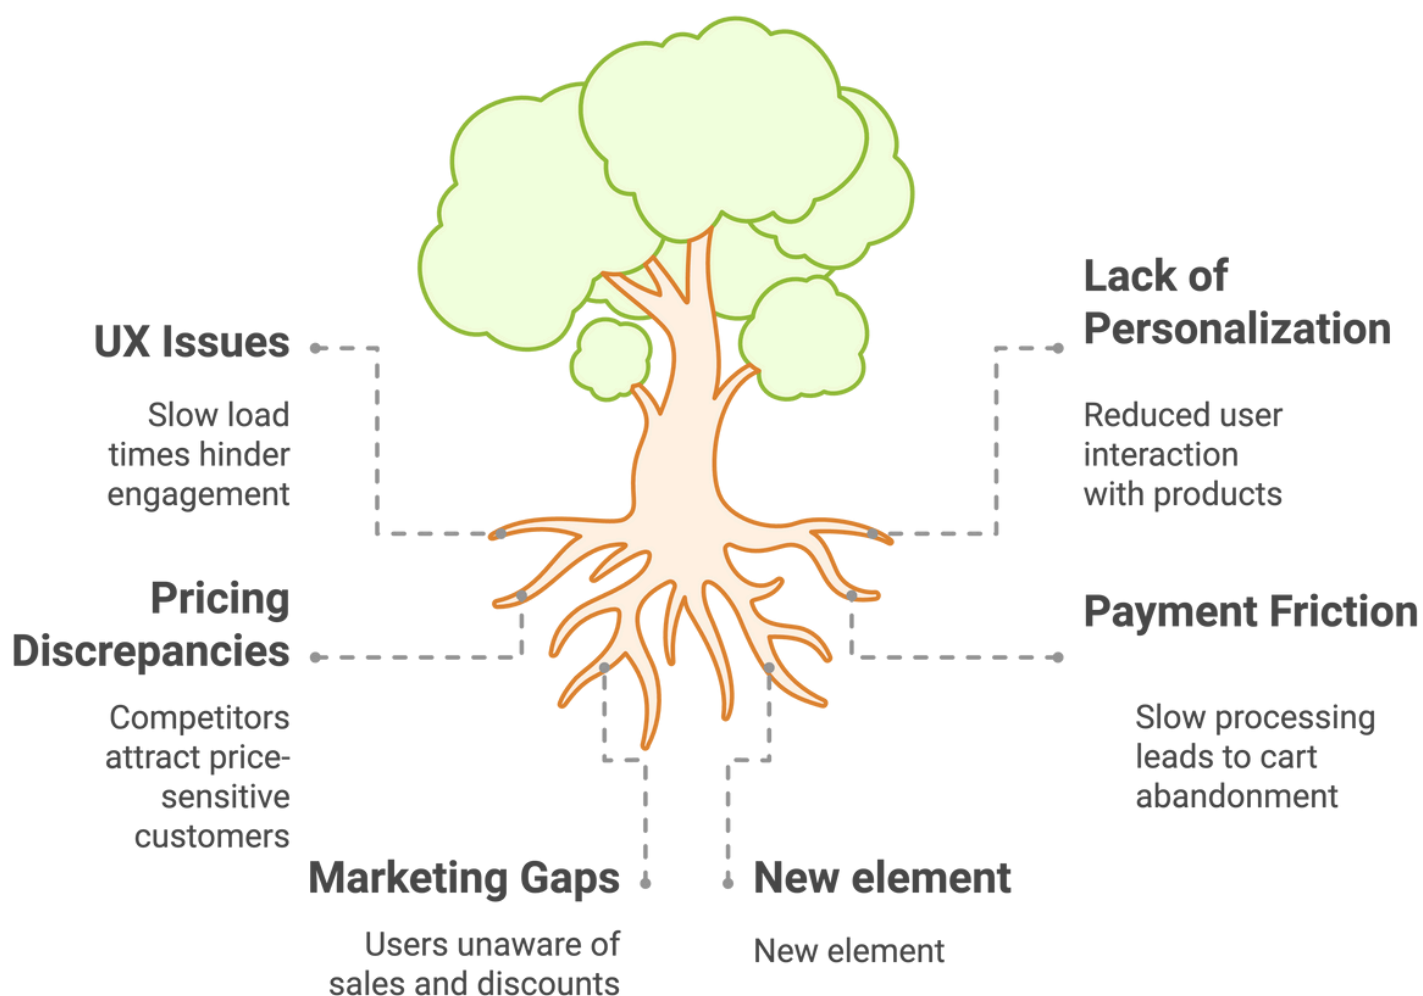 UX Issues
Slow load
times hinder
engagement
Pricing
Discrepancies
Competitors
attract price-
sensitive
customers
Marketing Gaps
Users unaware of
sales and discounts
New element
New element
Lack of
Personalization
Reduced user
interaction
with products
Payment Friction
Slow processing
leads to cart
abandonment